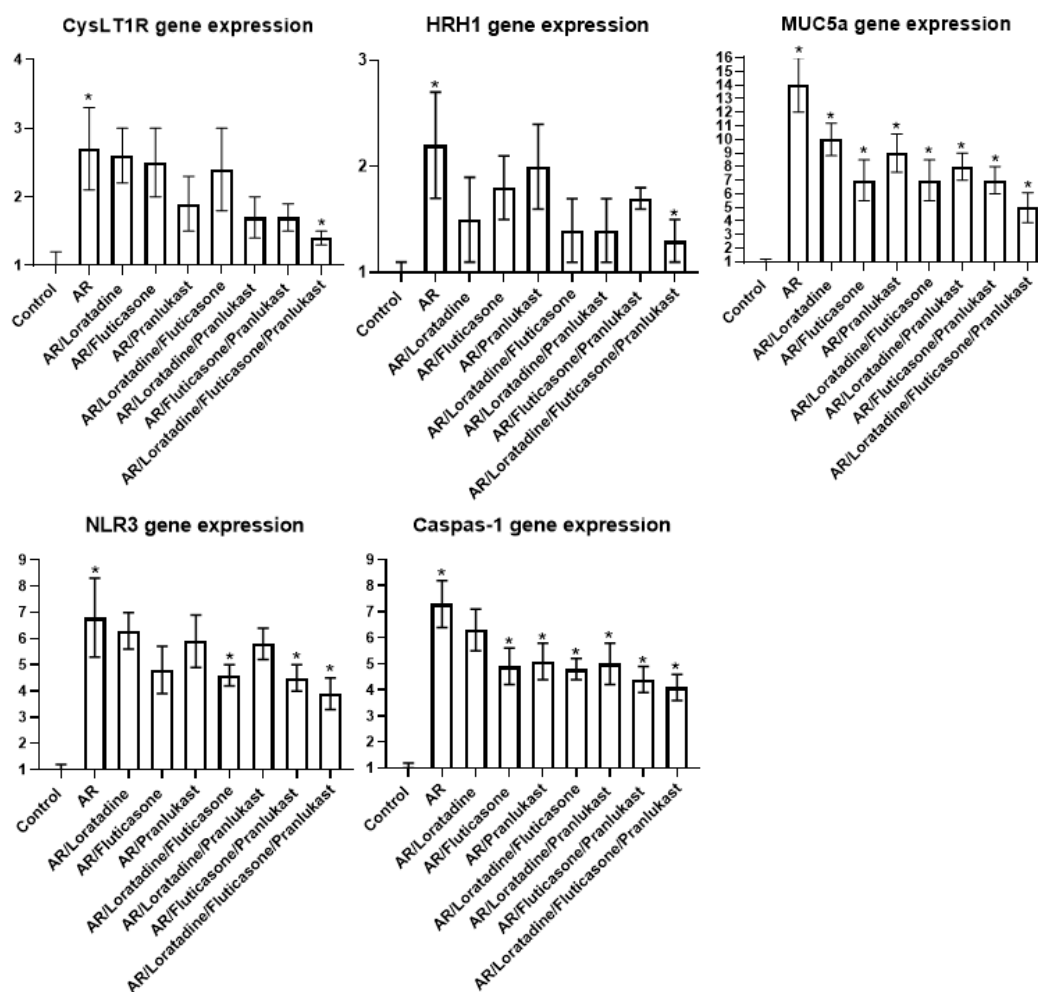 CysLT1R gene expression
4
3
2
1
*
*
Control
AR
AR/Loratadine
AR/Fluticasone
AR/Pranlukast
AR/Loratadine/Fluticasone
AR/Loratadine/Pranlukast
AR/Fluticasone/Pranlukast
AR/Loratadine/Fluticasone/Pranlukast
HRH1 gene expression
3
2
1
*
*
Control
AR
AR/Loratadine
AR/Fluticasone
AR/Pranlukast
AR/Loratadine/Fluticasone
AR/Loratadine/Pranlukast
AR/Fluticasone/Pranlukast
AR/Loratadine/Fluticasone/Pranlukast
MUC5a gene expression
16
15
14
13
12
11
10
9
8
7
6
5
4
3
2
1
*
*
*
*
*
*
*
*
Control
AR
AR/Loratadine
AR/Fluticasone
AR/Pranlukast
AR/Loratadine/Fluticasone
AR/Loratadine/Pranlukast
AR/Fluticasone/Pranlukast
AR/Loratadine/Fluticasone/Pranlukast
NLR3 gene expression
9
8
7
6
5
4
3
2
1
*
*
*
*
Control
AR
AR/Loratadine
AR/Fluticasone
AR/Pranlukast
AR/Loratadine/Fluticasone
AR/Loratadine/Pranlukast
AR/Fluticasone/Pranlukast
AR/Loratadine/Fluticasone/Pranlukast
Caspas-1 gene expression
9
8
7
6
5
4
3
2
1
*
*
*
*
*
*
*
Control
AR
AR/Loratadine
AR/Fluticasone
AR/Pranlukast
AR/Loratadine/Fluticasone
AR/Loratadine/Pranlukast
AR/Fluticasone/Pranlukast
AR/Loratadine/Fluticasone/Pranlukast